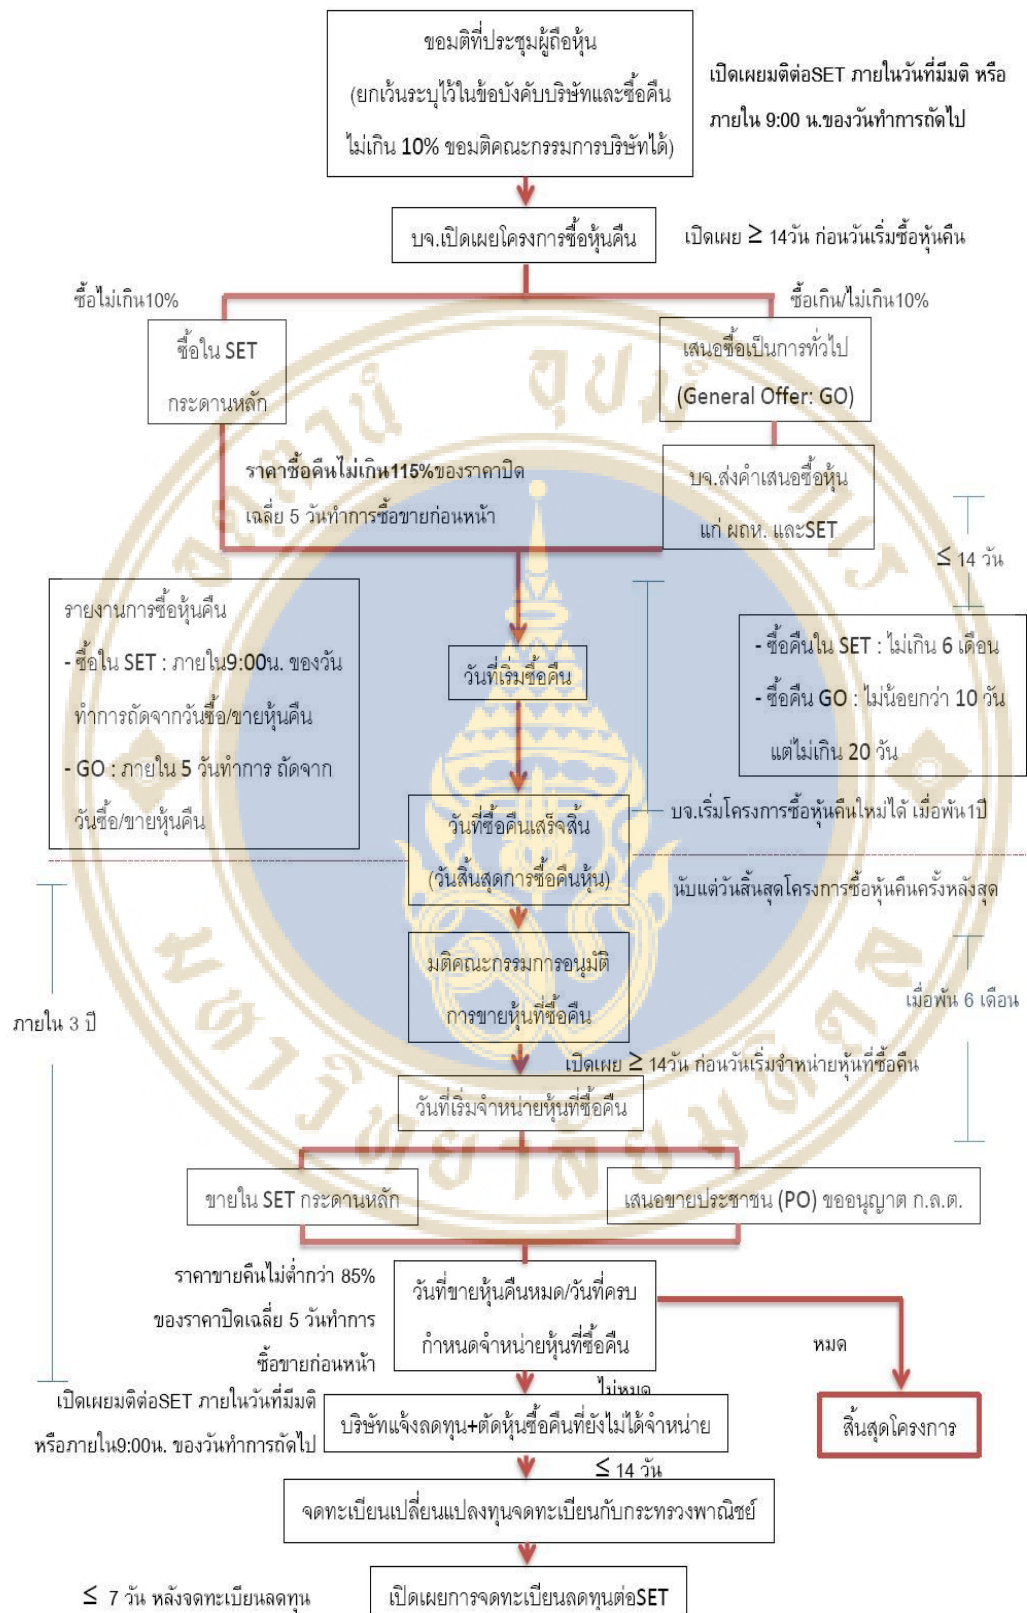 ขอมติที่ประชุมผู้ถือหุ้น
(ยกเว้นระบุไว้ในข้อบังคับบริษัทและซื้อคืน
ไม่เกิน 10% ขอมติคณะกรรมการบริษัทได้)
เปิดเผยมติต่อSET ภายในวันที่มีมติ หรือ
ภายใน 9:00 น.ของวันทำการถัดไป
บจ.เปิดเผยโครงการซื้อหุ้นคืน
เปิดเผย ≥ 14วัน ก่อนวันเริ่มซื้อหุ้นคืน
ซื้อไม่เกิน10%
ซื้อเกิน/ไม่เกิน10%
ซื้อใน SET
กระดานหลัก
เสนอซื้อเป็นการทั่วไป
(General Offer: GO)
ราคาซื้อคืนไม่เกิน115%ของราคาปิด
เฉลี่ย 5 วันทำการซื้อขายก่อนหน้า
บจ.ส่งคำเสนอซื้อหุ้น
แก่ ผถห. และSET
≤ 14 วัน
รายงานการซื้อหุ้นคืน
- ซื้อใน SET : ภายใน9:00น. ของวัน
ทำการถัดจากวันซื้อ/ขายหุ้นคืน
- GO : ภายใน 5 วันทำการ ถัดจาก
วันซื้อ/ขายหุ้นคืน
วันที่เริ่มซื้อคืน
- ซื้อคืนใน SET : ไม่เกิน 6 เดือน
- ซื้อคืน GO : ไม่น้อยกว่า 10 วัน
แต่ไม่เกิน 20 วัน
วันที่ซื้อคืนเสร็จสิ้น
(วันสิ้นสุดการซื้อคืนหุ้น)
บจ.เริ่มโครงการซื้อหุ้นคืนใหม่ได้ เมื่อพ้น1ปี
นับแต่วันสิ้นสุดโครงการซื้อหุ้นคืนครั้งหลังสุด
มติคณะกรรมการอนุมัติ
การขายหุ้นที่ซื้อคืน
เมื่อพ้น 6 เดือน
ภายใน 3 ปี
เปิดเผย ≥ 14วัน ก่อนวันเริ่มจำหน่ายหุ้นที่ซื้อคืน
วันที่เริ่มจำหน่ายหุ้นที่ซื้อคืน
ขายใน SET กระดานหลัก
เสนอขายประชาชน (PO) ขออนุญาต ก.ล.ต.
ราคาขายคืนไม่ต่ำกว่า 85%
ของราคาปิดเฉลี่ย 5 วันทำการ
ซื้อขายก่อนหน้า
วันที่ขายหุ้นคืนหมด/วันที่ครบ
กำหนดจำหน่ายหุ้นที่ซื้อคืน
หมด
ไม่หมด
สิ้นสุดโครงการ
เปิดเผยมติต่อSET ภายในวันที่มีมติ
หรือภายใน9:00น. ของวันทำการถัดไป
บริษัทแจ้งลดทุน+ตัดหุ้นซื้อคืนที่ยังไม่ได้จำหน่าย
≤ 14 วัน
จดทะเบียนเปลี่ยนแปลงทุนจดทะเบียนกับกระทรวงพาณิชย์
≤ 7 วัน หลังจดทะเบียนลดทุน
เปิดเผยการจดทะเบียนลดทุนต่อSET
อตฺตานํ อุปมํ กเร
มหาวิทยาลัยมหิดล